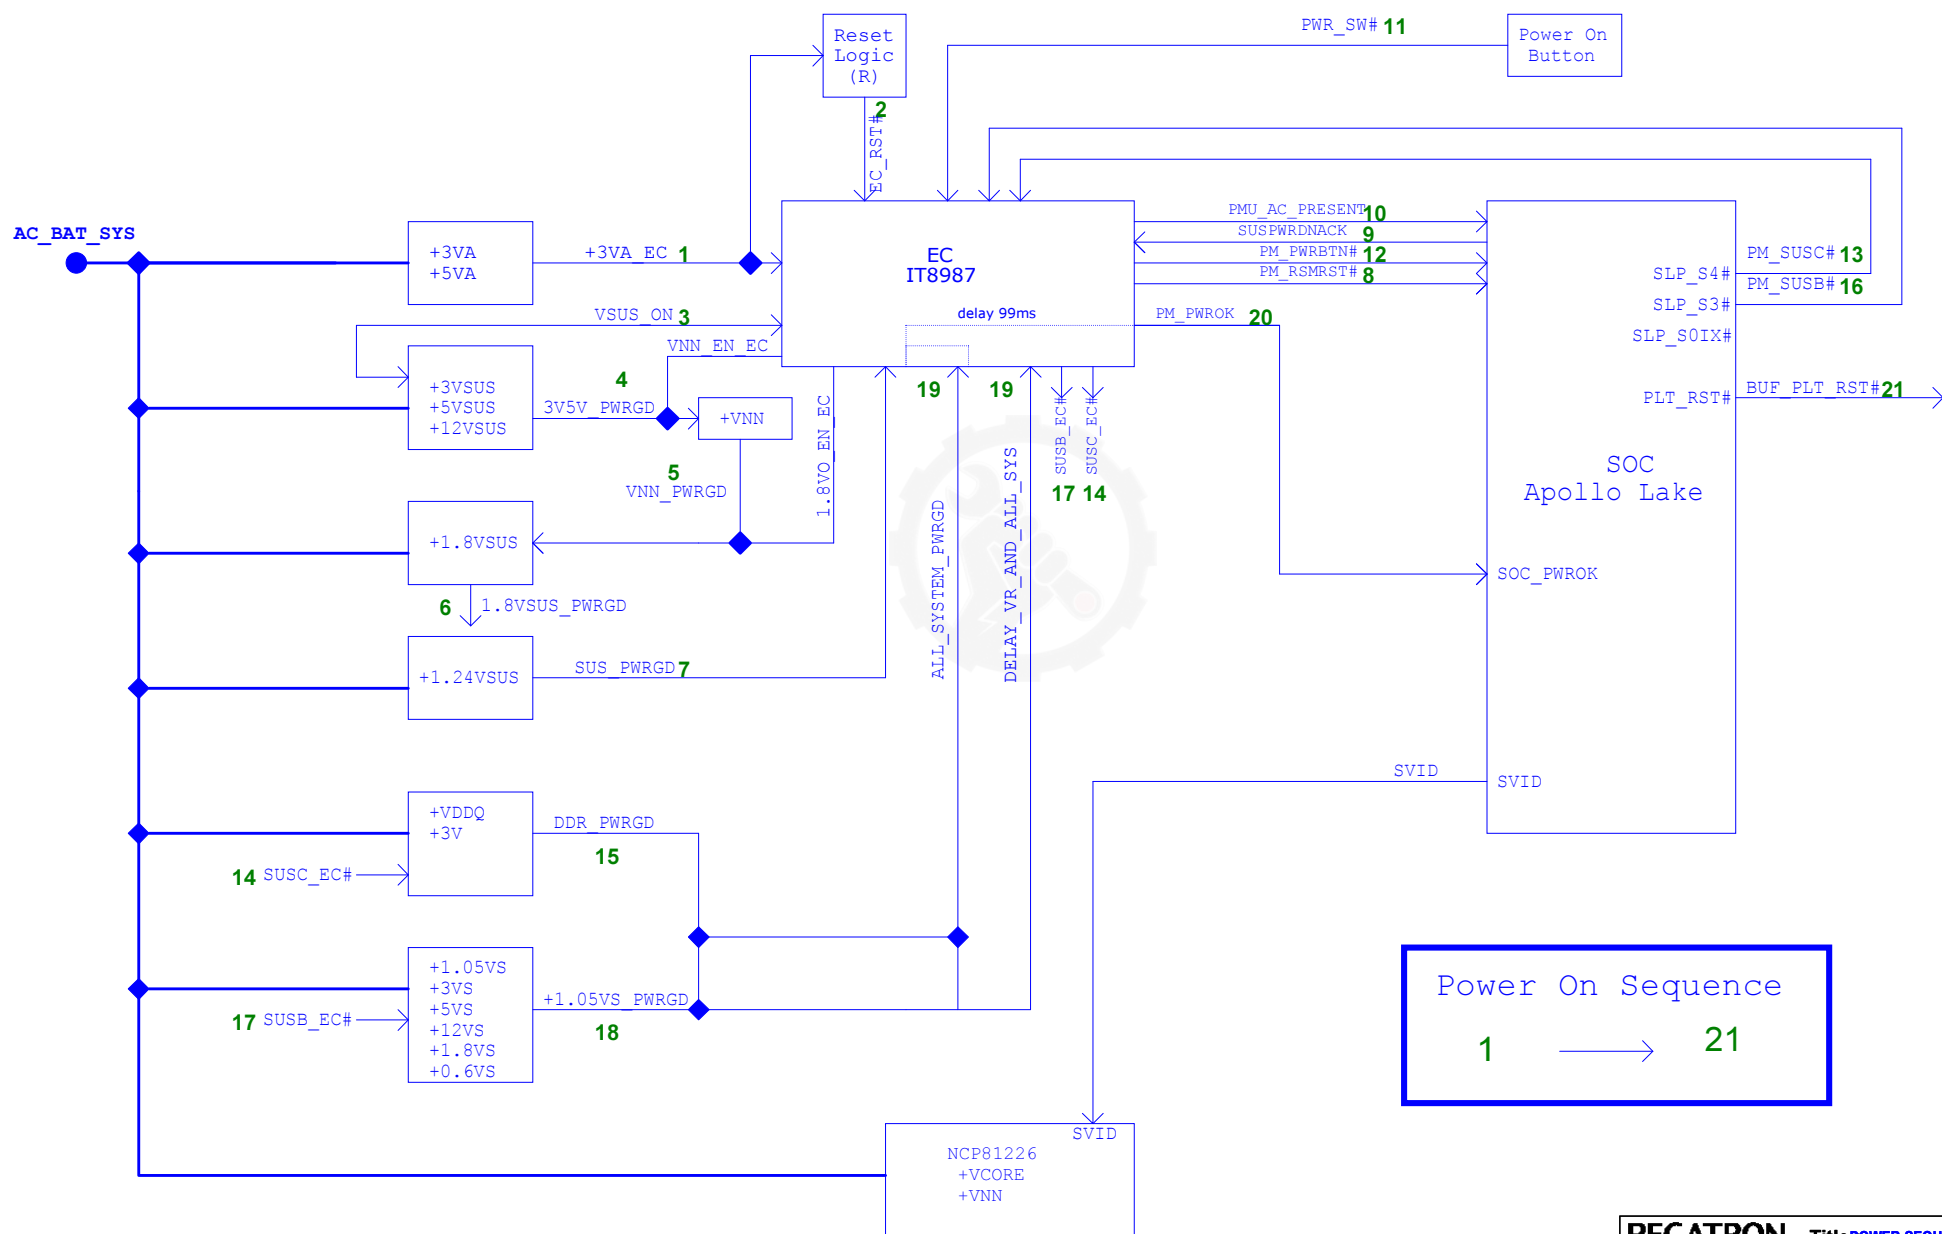 Reset
Logic
(R)
2
EC_RST#
PWR_SW# 11
Power On
Button
AC_BAT_SYS
+3VA
+5VA
+3VA_EC 1
EC
IT8987
delay 99ms
PMU_AC_PRESENT 10
SUSPWRDNACK 9
PM_PWRBTN# 12
PM_RSMRST# 8
PM_PWROK 20
PM_SUSC# 13
SLP_S4#
PM_SUSB# 16
SLP_S3#
SLP_S0IX#
PLT_RST#
BUF_PLT_RST# 21
SOC
Apollo Lake
SOC_PWROK
SVID
SVID
VSUS_ON 3
VNN_EN_EC
+3VSUS
+5VSUS
+12VSUS
4
3V5V_PWRGD
+VNN
5
VNN_PWRGD
1.8VO_EN_EC
19
19
SUSB_EC#
SUSC_EC#
17 14
ALL_SYSTEM_PWRGD
DELAY_VR_AND_ALL_SYS
+1.8VSUS
6 1.8VSUS_PWRGD
+1.24VSUS
SUS_PWRGD 7
+VDDQ
+3V
DDR_PWRGD
15
14 SUSC_EC#
+1.05VS
+3VS
+5VS
+12VS
+1.8VS
+0.6VS
+1.05VS_PWRGD
18
17 SUSB_EC#
Power On Sequence
1 21
SVID
NCP81226
+VCORE
+VNN
PEGATRON